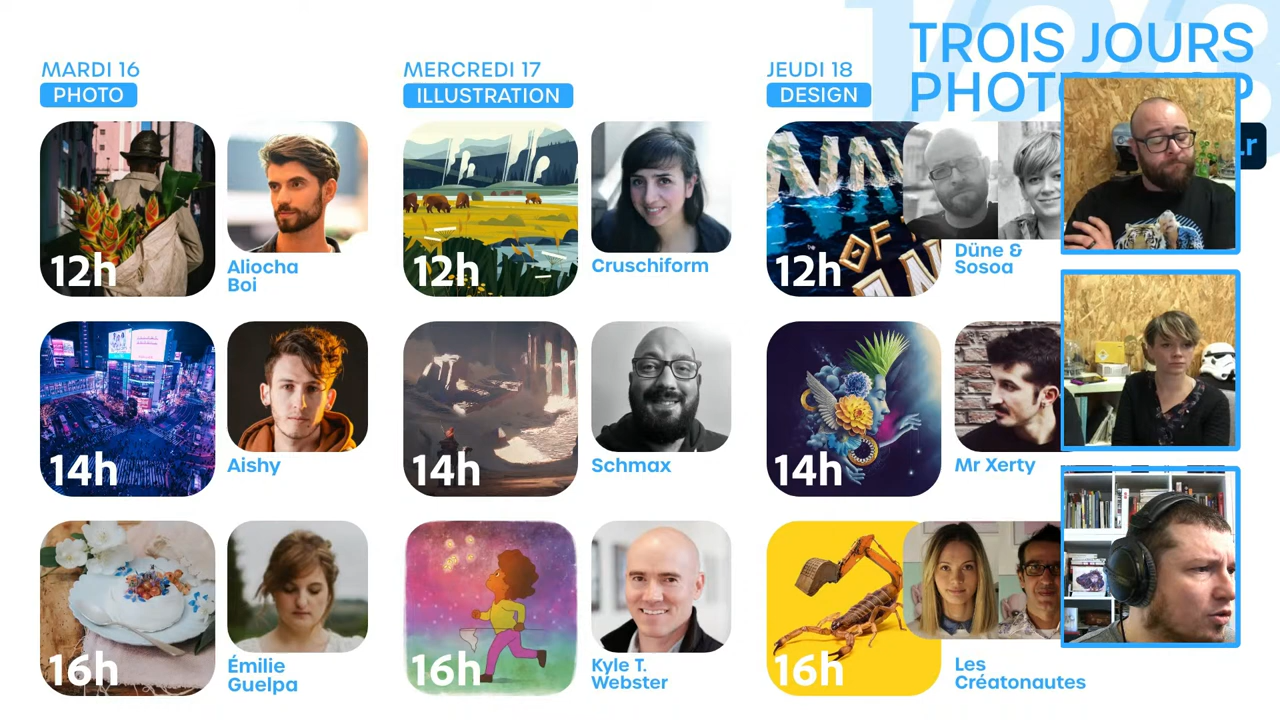 TROIS JOURS
MARDI 16
PHOTO
12h
Aliocha
Boi
14h
Aishy
16h
Émilie
Guelpa
MERCREDI 17
ILLUSTRATION
12h
Cruschiform
14h
Schmax
16h
Kyle T.
Webster
JEUDI 18
DESIGN
12h
Düne &
Sosoa
14h
Mr Xerty
16h
Les
Créatonautes